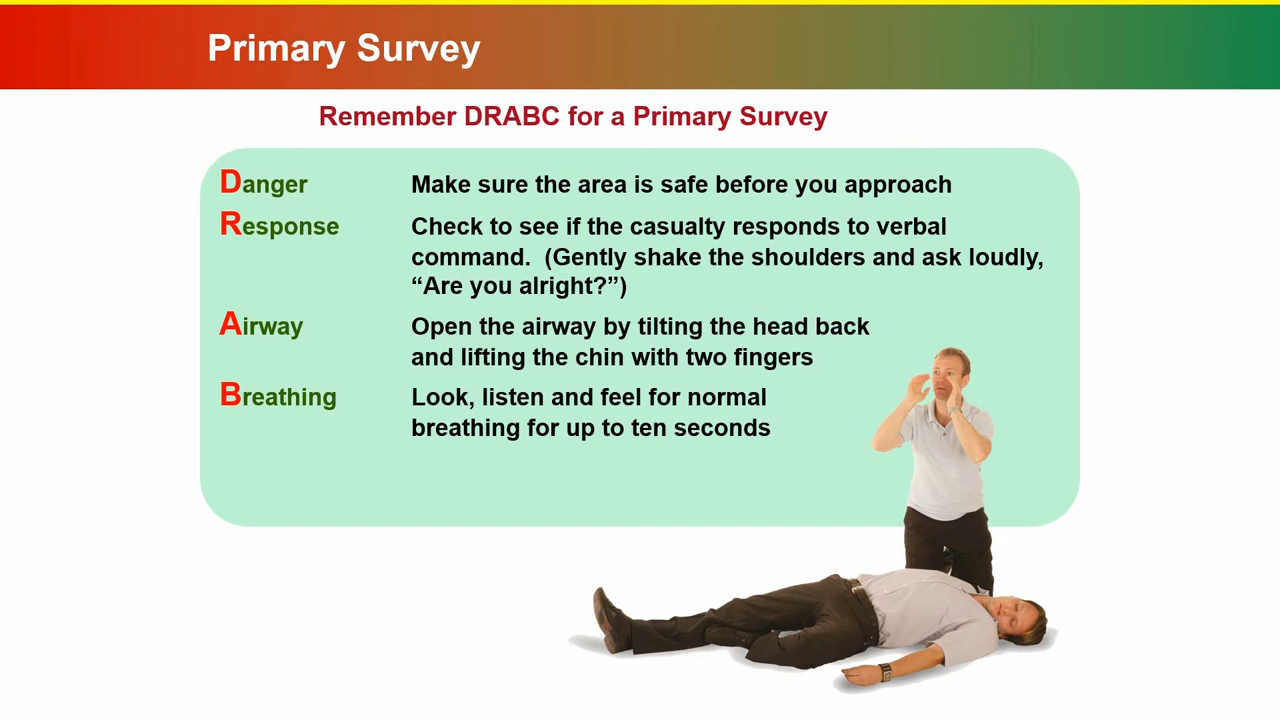 Primary Survey
Remember DRABC for a Primary Survey
Danger Make sure the area is safe before you approach
Response Check to see if the casualty responds to verbal
command. (Gently shake the shoulders and ask loudly,
“Are you alright?”)
Airway Open the airway by tilting the head back
and lifting the chin with two fingers
Breathing Look, listen and feel for normal
breathing for up to ten seconds